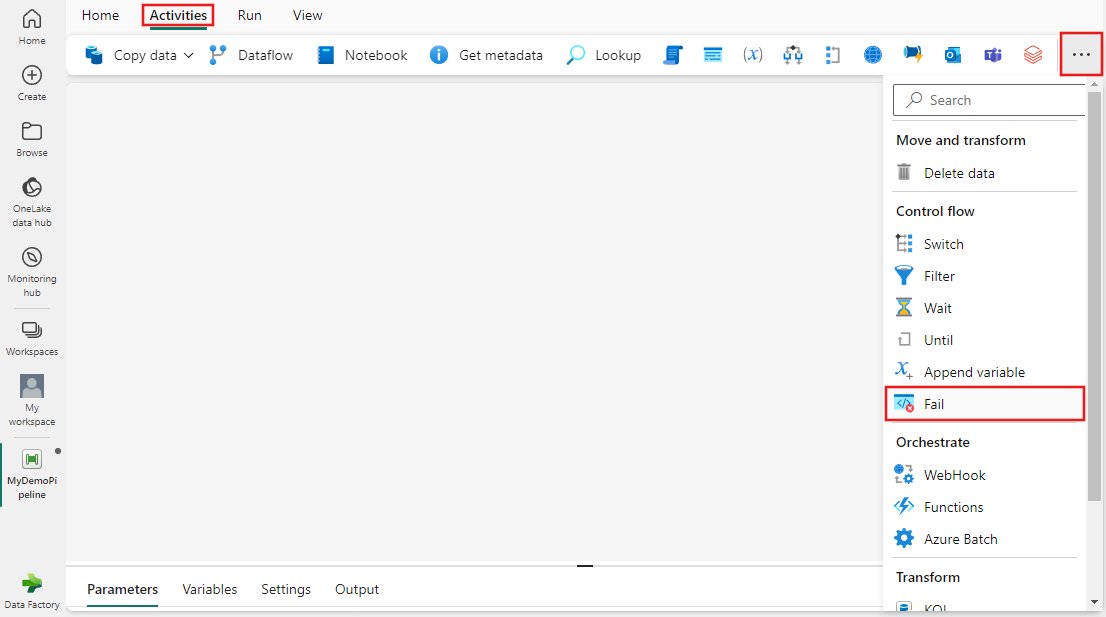 Home
Activities
Run
View
Copy data
Dataflow
Notebook
Get metadata
Lookup
(x)
Home
Create
Browse
OneLake
data hub
Monitoring
hub
Workspaces
My
workspace
MyDemoPi
peline
Data Factory
Search
Move and transform
Delete data
Control flow
Switch
Filter
Wait
Until
Append variable
Fail
Orchestrate
WebHook
Functions
Azure Batch
Transform
Parameters
Variables
Settings
Output